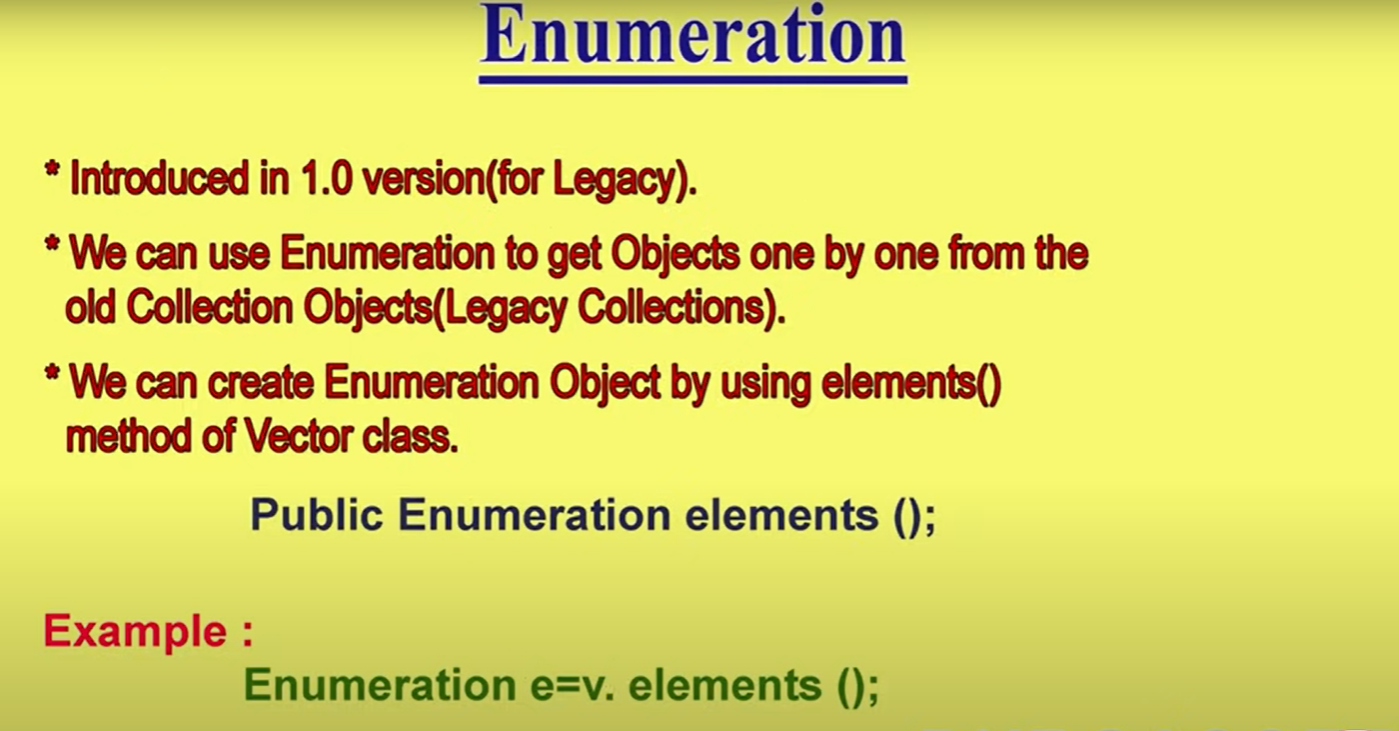 Enumeration
* Introduced in 1.0 version(for Legacy).
* We can use Enumeration to get Objects one by one from the
old Collection Objects(Legacy Collections).
* We can create Enumeration Object by using elements()
method of Vector class.
Public Enumeration elements ();
Example :
Enumeration e=v. elements ();